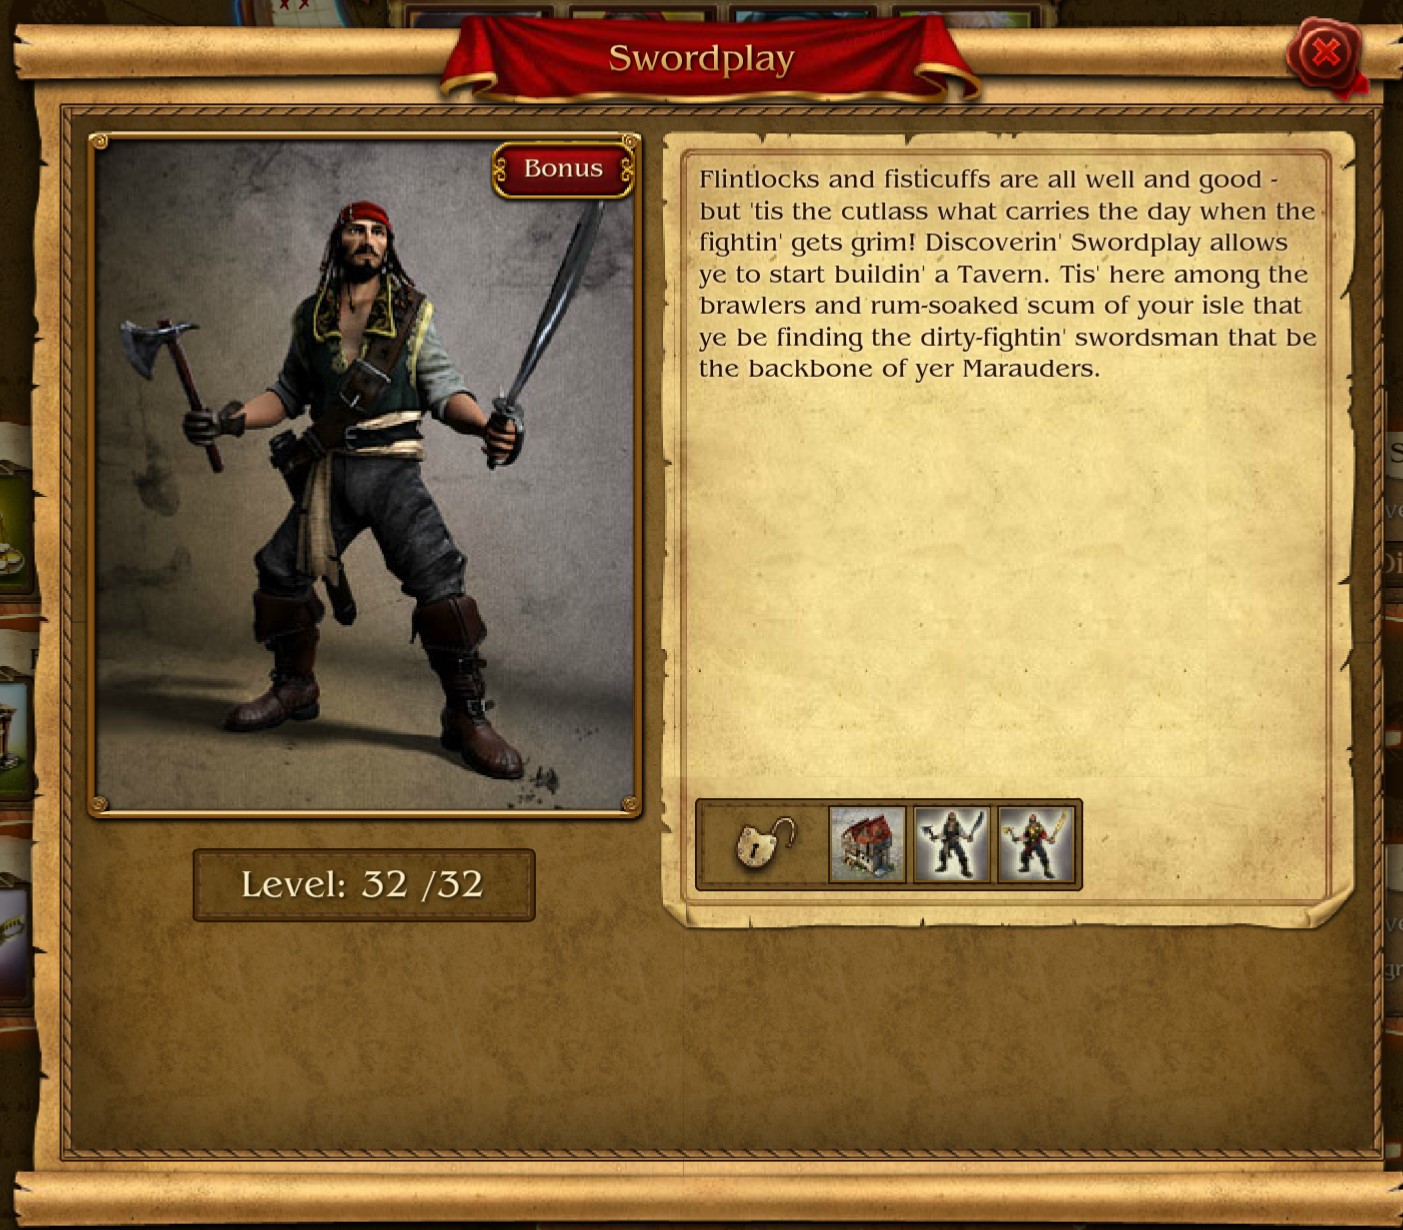 Swordplay
Bonus
Flintlocks and fisticuffs are all well and good -
but 'tis the cutlass what carries the day when the
fightin' gets grim! Discoverin' Swordplay allows
ye to start buildin' a Tavern. Tis' here among the
brawlers and rum-soaked scum of your isle that
ye be finding the dirty-fightin' swordsman that be
the backbone of yer Marauders.
Level: 32 /32